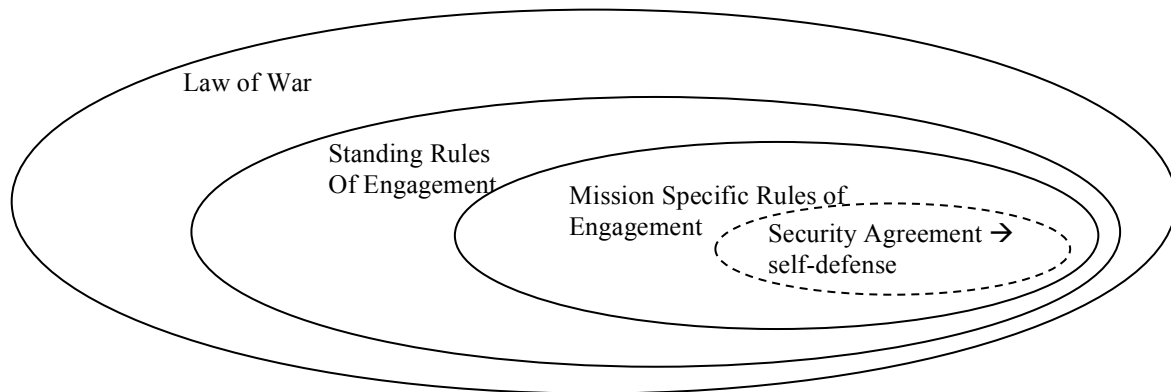 Law of War
Standing Rules
Of Engagement
Mission Specific Rules of
Engagement
Security Agreement →
self-defense